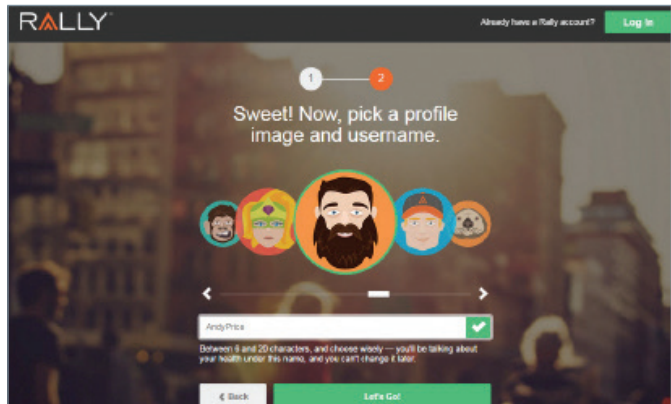 RALLY
Already have a Rally account?
Log In
1
2
Sweet! Now, pick a profile
image and username.
A
AndyPrice
Between 6 and 20 characters, and choose wisely — you'll be talking about
your health under this name, and you can't change it later.
Back
Let's Go!